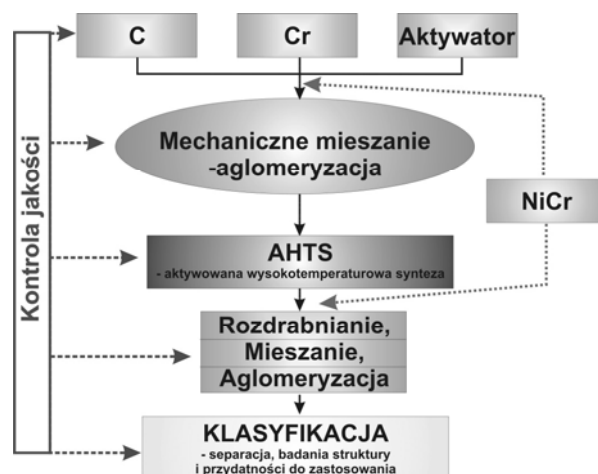 C
Cr
Aktywator
Mechaniczne mieszanie
-aglomeryzacja
NiCr
AHTS
- aktywowana wysokotemperaturowa synteza
Rozdrabnianie,
Mieszanie,
Aglomeryzacja
KLASYFIKACJA
- separacja, badania struktury
i przydatności do zastosowania
Kontrola jakości